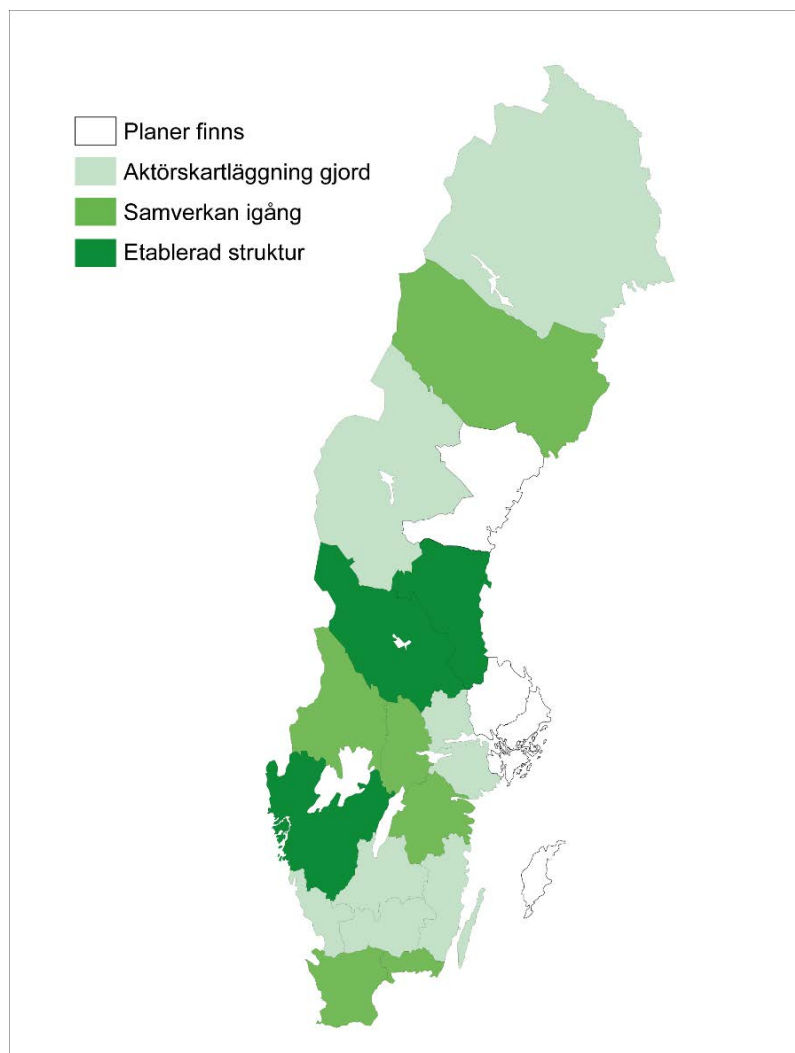 Planer finns
Aktörskartläggning gjord
Samverkan igång
Etablerad struktur